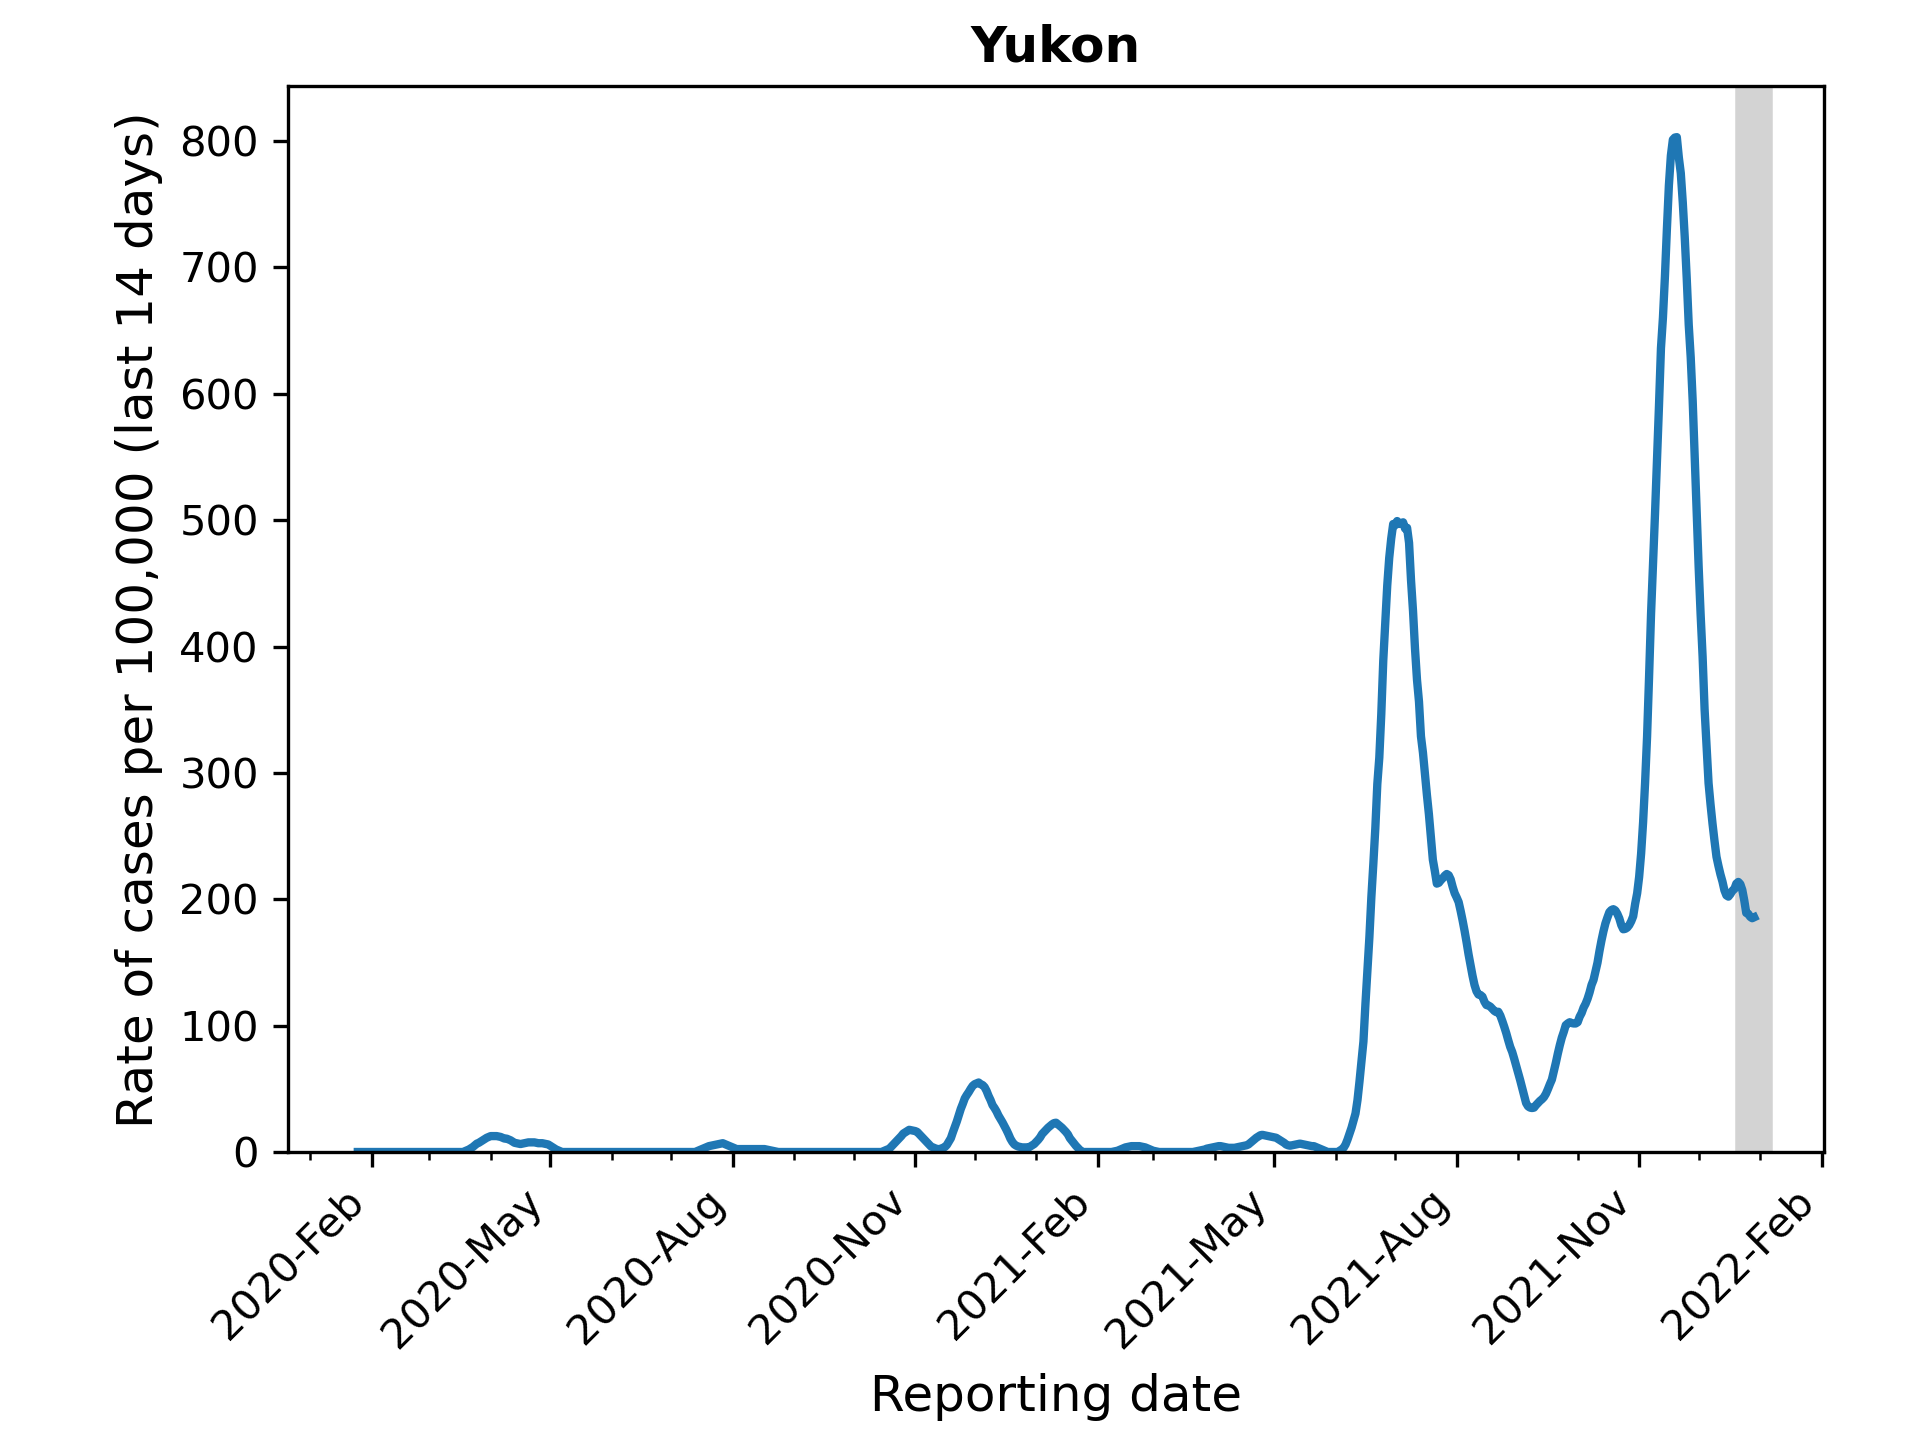 Yukon
Rate of cases per 100,000 (last 14 days)
800
700
600
500
400
300
200
100
0
2020-Feb
2020-May
2020-Aug
2020-Nov
2021-Feb
2021-May
2021-Aug
2021-Nov
2022-Feb
Reporting date